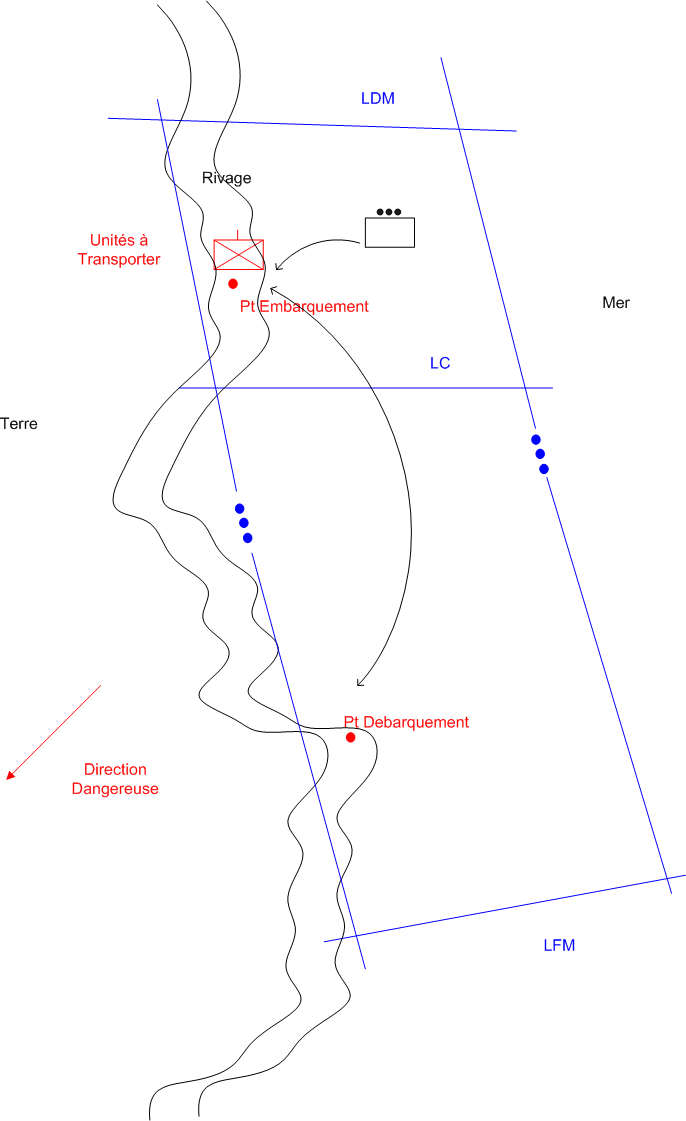 LDM
Rivage
Unités à
Transporter
Pt Embarquement
Mer
LC
Terre
Pt Debarquement
Direction
Dangereuse
LFM